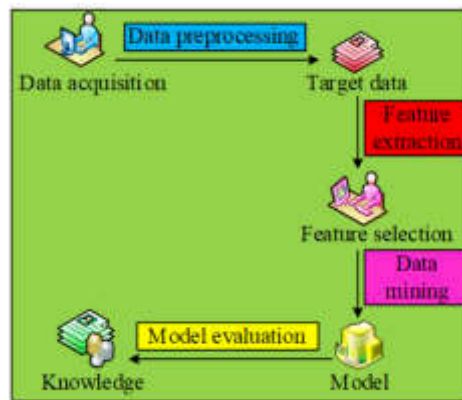 Data preprocessing
Data acquisition
Target data
Feature
extraction
Feature selection
Data
mining
Model evaluation
Knowledge
Model